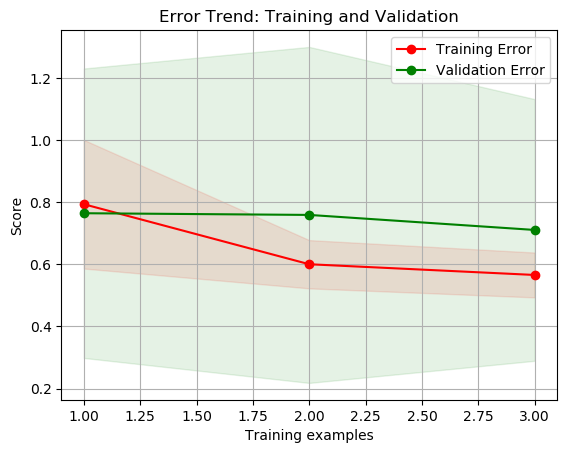 Error Trend: Training and Validation
Training Error
Validation Error
Score
1.2
1.0
0.8
0.6
0.4
0.2
1.00 1.25 1.50 1.75 2.00 2.25 2.50 2.75 3.00
Training examples